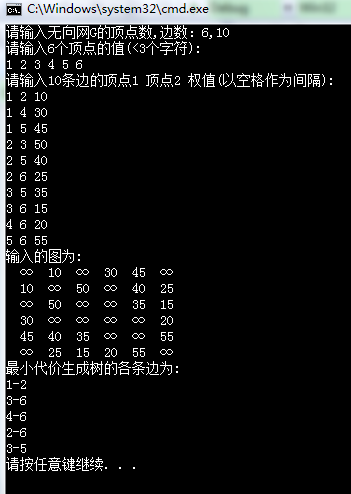 C:\Windows\system32\cmd.exe
请输入无向网G的顶点数,边数: 6,10
请输入6个顶点的值(<3个字符):
1 2 3 4 5 6
请输入10条边的顶点1 顶点2 权值(以空格作为间隔):
1 2 10
1 4 30
1 5 45
2 3 50
2 5 40
2 6 25
3 5 35
3 6 15
4 6 20
5 6 55
输入的图为:
∞ 10 ∞ 30 45 ∞
10 ∞ 50 ∞ 40 25
∞ 50 ∞ ∞ 35 15
30 ∞ ∞ ∞ ∞ 20
45 40 35 ∞ ∞ 55
∞ 25 15 20 55 ∞
最小代价生成树的各条边为:
1-2
3-6
4-6
2-6
3-5
请按任意键继续. . .